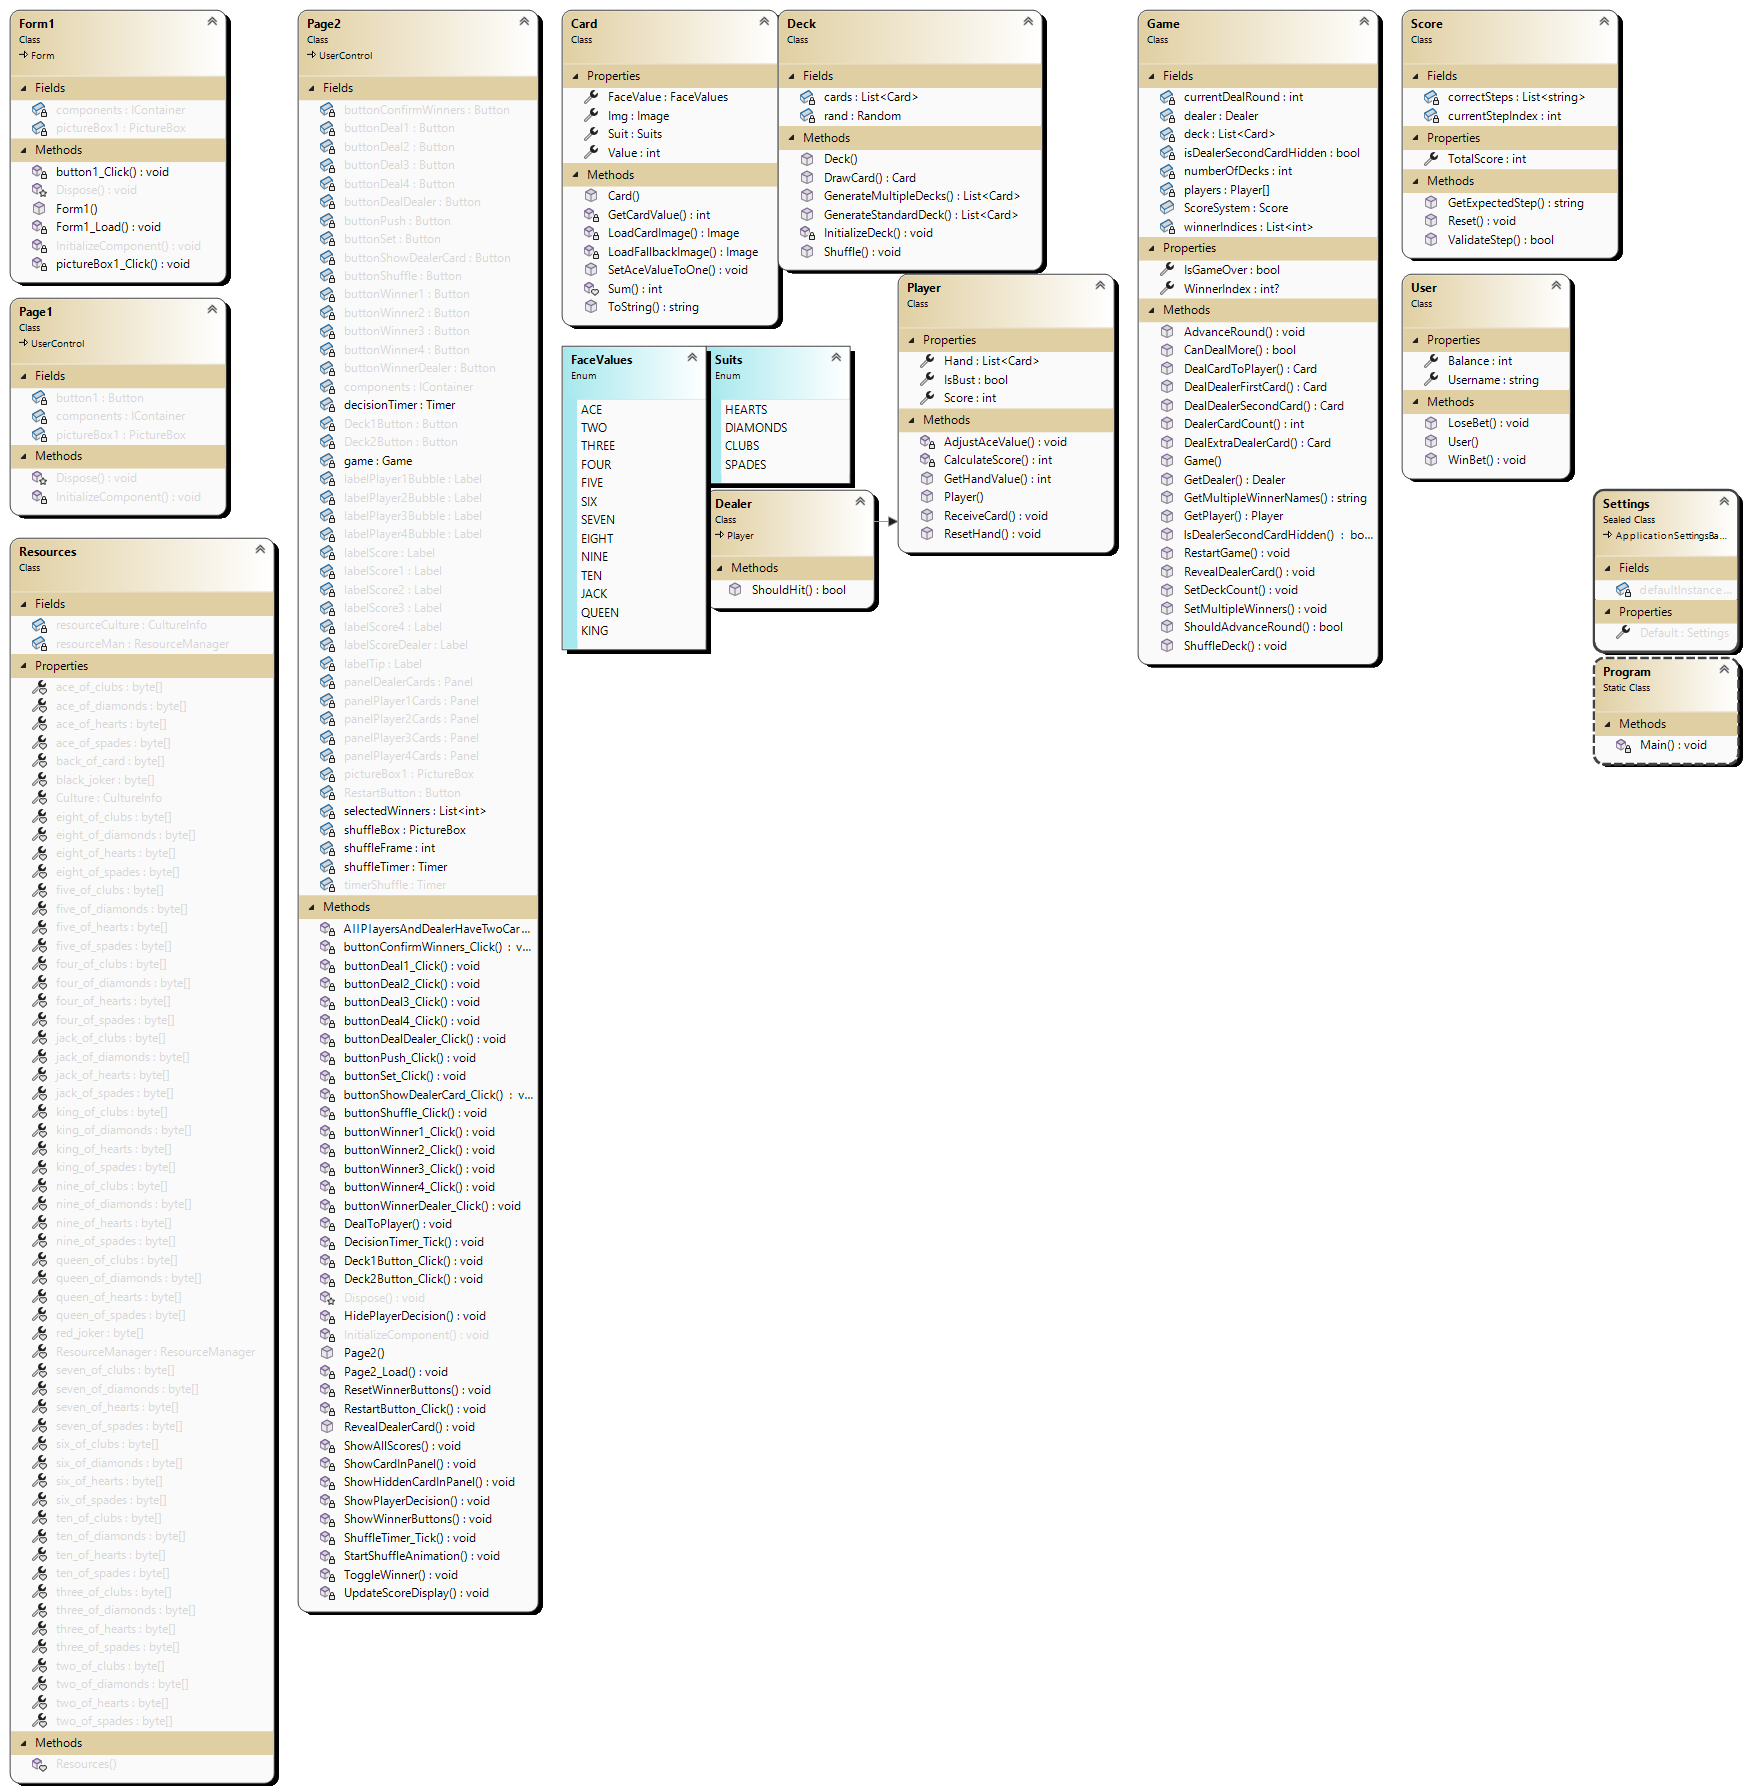 Form1
Class
Form
Fields
components : IContainer
pictureBox1 : PictureBox
Methods
button1_Click() : void
Dispose() : void
Form1()
Form1_Load() : void
InitializeComponent() : void
pictureBox1_Click() : void
Page1
Class
UserControl
Fields
button1 : Button
components : IContainer
pictureBox1 : PictureBox
Methods
Dispose() : void
InitializeComponent() : void
Resources
Class
Fields
resourceCulture : CultureInfo
resourceMan : ResourceManager
Properties
ace_of_clubs : byte[]
ace_of_diamonds : byte[]
ace_of_hearts : byte[]
ace_of_spades : byte[]
back_of_card : byte[]
black_joker : byte[]
Culture : CultureInfo
eight_of_clubs : byte[]
eight_of_diamonds : byte[]
eight_of_hearts : byte[]
eight_of_spades : byte[]
five_of_clubs : byte[]
five_of_diamonds : byte[]
five_of_hearts : byte[]
five_of_spades : byte[]
four_of_clubs : byte[]
four_of_diamonds : byte[]
four_of_hearts : byte[]
four_of_spades : byte[]
jack_of_clubs : byte[]
jack_of_diamonds : byte[]
jack_of_hearts : byte[]
jack_of_spades : byte[]
king_of_clubs : byte[]
king_of_diamonds : byte[]
king_of_hearts : byte[]
king_of_spades : byte[]
nine_of_clubs : byte[]
nine_of_diamonds : byte[]
nine_of_hearts : byte[]
nine_of_spades : byte[]
queen_of_clubs : byte[]
queen_of_diamonds : byte[]
queen_of_hearts : byte[]
queen_of_spades : byte[]
red_joker : byte[]
ResourceManager : ResourceManager
seven_of_clubs : byte[]
seven_of_diamonds : byte[]
seven_of_hearts : byte[]
seven_of_spades : byte[]
six_of_clubs : byte[]
six_of_diamonds : byte[]
six_of_hearts : byte[]
six_of_spades : byte[]
ten_of_clubs : byte[]
ten_of_diamonds : byte[]
ten_of_hearts : byte[]
ten_of_spades : byte[]
three_of_clubs : byte[]
three_of_diamonds : byte[]
three_of_hearts : byte[]
three_of_spades : byte[]
two_of_clubs : byte[]
two_of_diamonds : byte[]
two_of_hearts : byte[]
two_of_spades : byte[]
Methods
Resources()
Page2
Class
UserControl
Fields
buttonConfirmWinners : Button
buttonDeal1 : Button
buttonDeal2 : Button
buttonDeal3 : Button
buttonDeal4 : Button
buttonDealDealer : Button
buttonPush : Button
buttonSet : Button
buttonShowDealerCard : Button
buttonShuffle : Button
buttonWinner1 : Button
buttonWinner2 : Button
buttonWinner3 : Button
buttonWinner4 : Button
buttonWinnerDealer : Button
components : IContainer
decisionTimer : Timer
Deck1Button : Button
Deck2Button : Button
game : Game
labelPlayer1Bubble : Label
labelPlayer2Bubble : Label
labelPlayer3Bubble : Label
labelPlayer4Bubble : Label
labelScore : Label
labelScore1 : Label
labelScore2 : Label
labelScore3 : Label
labelScore4 : Label
labelScoreDealer : Label
labelTip : Label
panelDealerCards : Panel
panelPlayer1Cards : Panel
panelPlayer2Cards : Panel
panelPlayer3Cards : Panel
panelPlayer4Cards : Panel
pictureBox1 : PictureBox
RestartButton : Button
selectedWinners : List<int>
shuffleBox : PictureBox
shuffleFrame : int
shuffleTimer : Timer
timerShuffle : Timer
Methods
AllPlayersAndDealerHaveTwoCar...
buttonConfirmWinners_Click() : v...
buttonDeal1_Click() : void
buttonDeal2_Click() : void
buttonDeal3_Click() : void
buttonDeal4_Click() : void
buttonDealDealer_Click() : void
buttonPush_Click() : void
buttonSet_Click() : void
buttonShowDealerCard_Click() : v...
buttonShuffle_Click() : void
buttonWinner1_Click() : void
buttonWinner2_Click() : void
buttonWinner3_Click() : void
buttonWinner4_Click() : void
buttonWinnerDealer_Click() : void
DealToPlayer() : void
DecisionTimer_Tick() : void
Deck1Button_Click() : void
Deck2Button_Click() : void
Dispose() : void
HidePlayerDecision() : void
InitializeComponent() : void
Page2()
Page2_Load() : void
ResetWinnerButtons() : void
RestartButton_Click() : void
RevealDealerCard() : void
ShowAllScores() : void
ShowCardInPanel() : void
ShowHiddenCardInPanel() : void
ShowPlayerDecision() : void
ShowWinnerButtons() : void
ShuffleTimer_Tick() : void
StartShuffleAnimation() : void
ToggleWinner() : void
UpdateScoreDisplay() : void
Card
Class
Properties
FaceValue : FaceValues
Img : Image
Suit : Suits
Value : int
Methods
Card()
GetCardValue() : int
LoadCardImage() : Image
LoadFallbackImage() : Image
SetAceValueToOne() : void
Sum() : int
ToString() : string
Deck
Class
Fields
cards : List<Card>
rand : Random
Methods
Deck()
DrawCard() : Card
GenerateMultipleDecks() : List<Card>
GenerateStandardDeck() : List<Card>
InitializeDeck() : void
Shuffle() : void
FaceValues
Enum
ACE
TWO
THREE
FOUR
FIVE
SIX
SEVEN
EIGHT
NINE
TEN
JACK
QUEEN
KING
Suits
Enum
HEARTS
DIAMONDS
CLUBS
SPADES
Dealer
Class
Player
Methods
ShouldHit() : bool
Player
Class
Properties
Hand : List<Card>
IsBust : bool
Score : int
Methods
AdjustAceValue() : void
CalculateScore() : int
GetHandValue() : int
Player()
ReceiveCard() : void
ResetHand() : void
Game
Class
Fields
currentDealRound : int
dealer : Dealer
deck : List<Card>
isDealerSecondCardHidden : bool
numberOfDecks : int
players : Player[]
ScoreSystem : Score
winnerIndices : List<int>
Properties
IsGameOver : bool
WinnerIndex : int?
Methods
AdvanceRound() : void
CanDealMore() : bool
DealCardToPlayer() : Card
DealDealerFirstCard() : Card
DealDealerSecondCard() : Card
DealerCardCount() : int
DealExtraDealerCard() : Card
Game()
GetDealer() : Dealer
GetMultipleWinnerNames() : string
GetPlayer() : Player
IsDealerSecondCardHidden() : bo...
RestartGame() : void
RevealDealerCard() : void
SetDeckCount() : void
SetMultipleWinners() : void
ShouldAdvanceRound() : bool
ShuffleDeck() : void
Score
Class
Fields
correctSteps : List<string>
currentStepIndex : int
Properties
TotalScore : int
Methods
GetExpectedStep() : string
Reset() : void
ValidateStep() : bool
User
Class
Properties
Balance : int
Username : string
Methods
LoseBet() : void
User()
WinBet() : void
Settings
Sealed Class
ApplicationSettingsBa...
Fields
defaultInstance...
Properties
Default : Settings
Program
Static Class
Methods
Main() : void